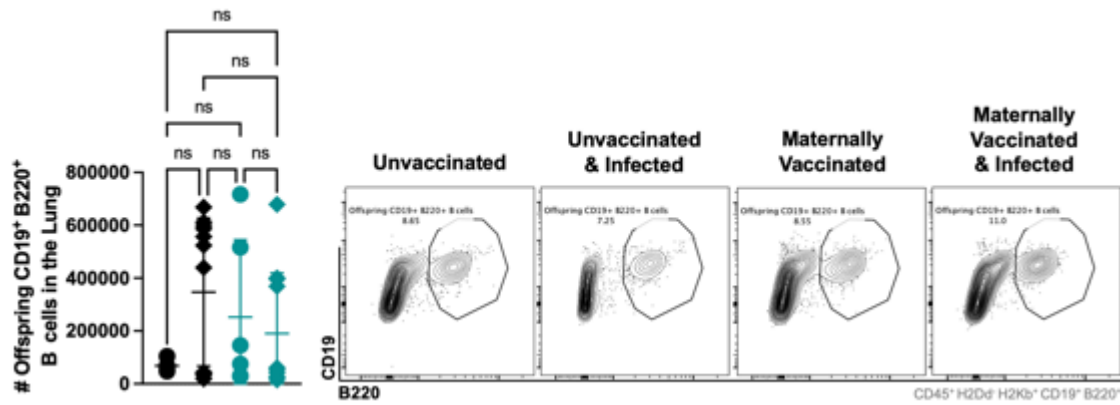 ns
ns
ns
ns ns ns
# Offspring CD19⁺ B220⁺
B cells in the Lung
800000
600000
400000
200000
0
Unvaccinated
Unvaccinated
& Infected
Maternally
Vaccinated
Maternally
Vaccinated
& Infected
Offspring CD19+ B220+ B cells
8.65
Offspring CD19+ B220+ B cells
7.25
Offspring CD19+ B220+ B cells
8.55
Offspring CD19+ B220+ B cells
11.0
CD19
B220
CD45⁺ H2Dd⁻ H2Kb⁺ CD19⁺ B220⁺